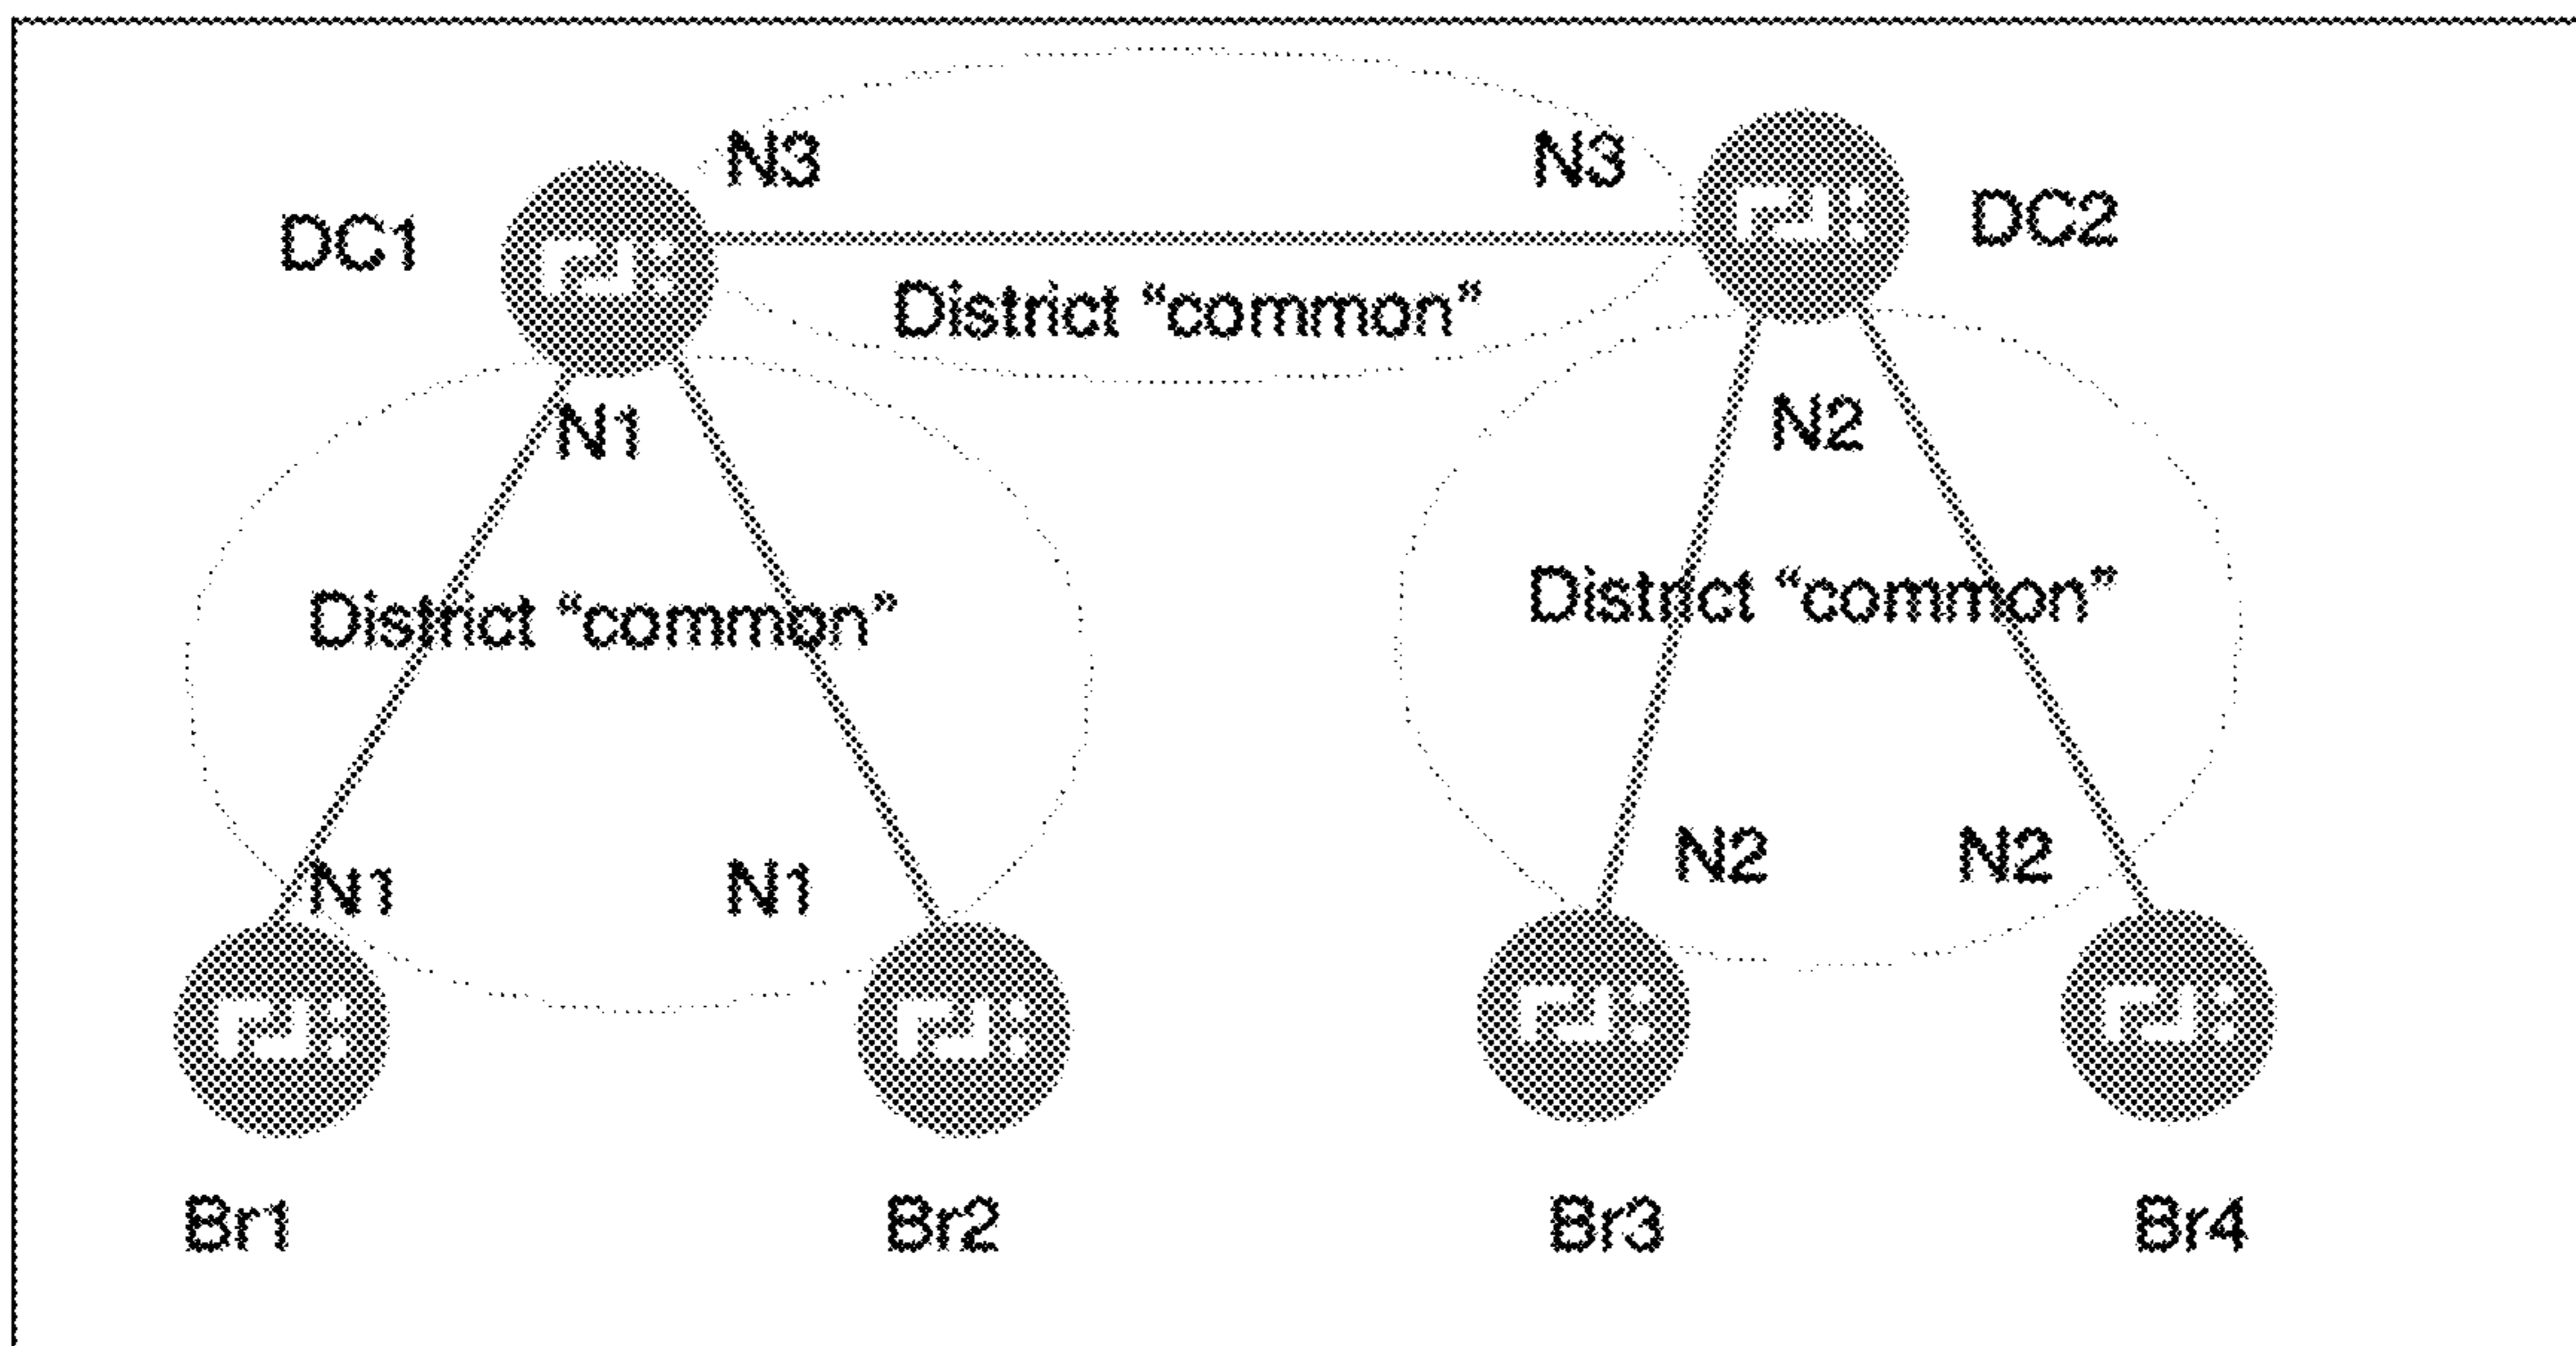 N3 N3
DC1 DC2
District “common”
N1 N2
District “common” District “common”
N1 N1 N2 N2
Br1 Br2 Br3 Br4